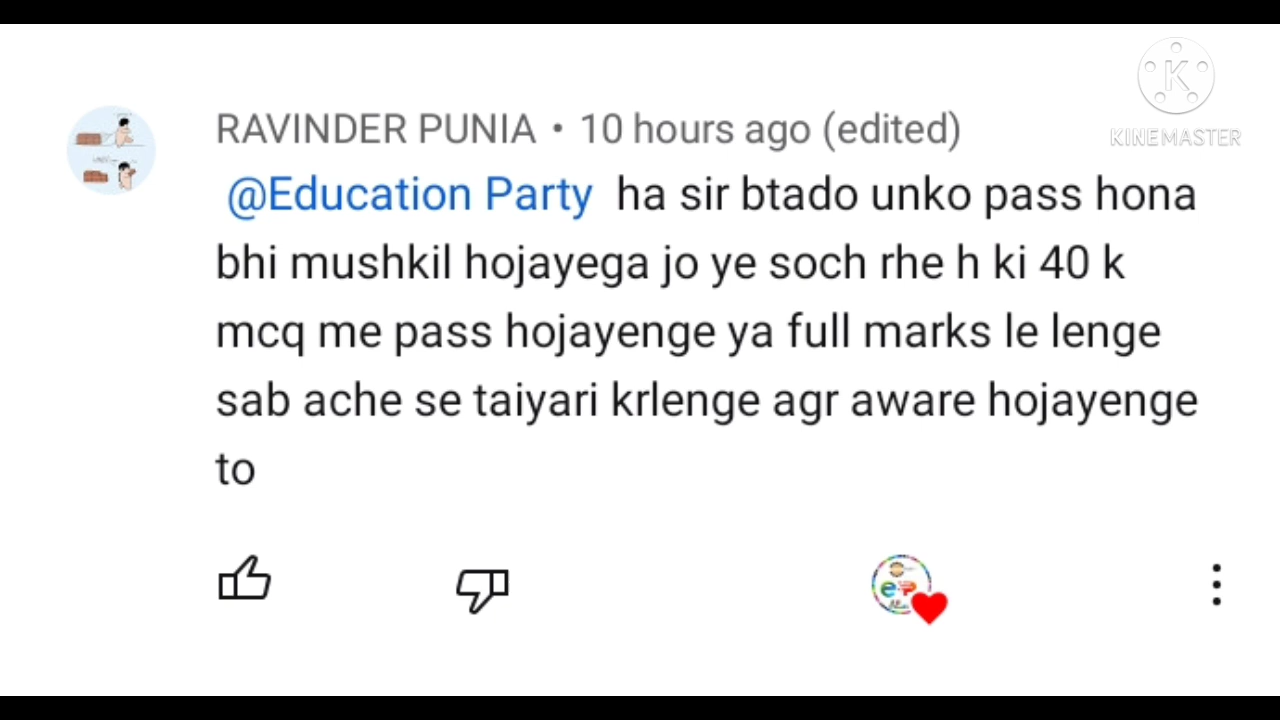 KINEMASTER
RAVINDER PUNIA • 10 hours ago (edited)
@Education Party ha sir btado unko pass hona
bhi mushkil hojayega jo ye soch rhe h ki 40 k
mcq me pass hojayenge ya full marks le lenge
sab ache se taiyari krlenge agr aware hojayenge
to